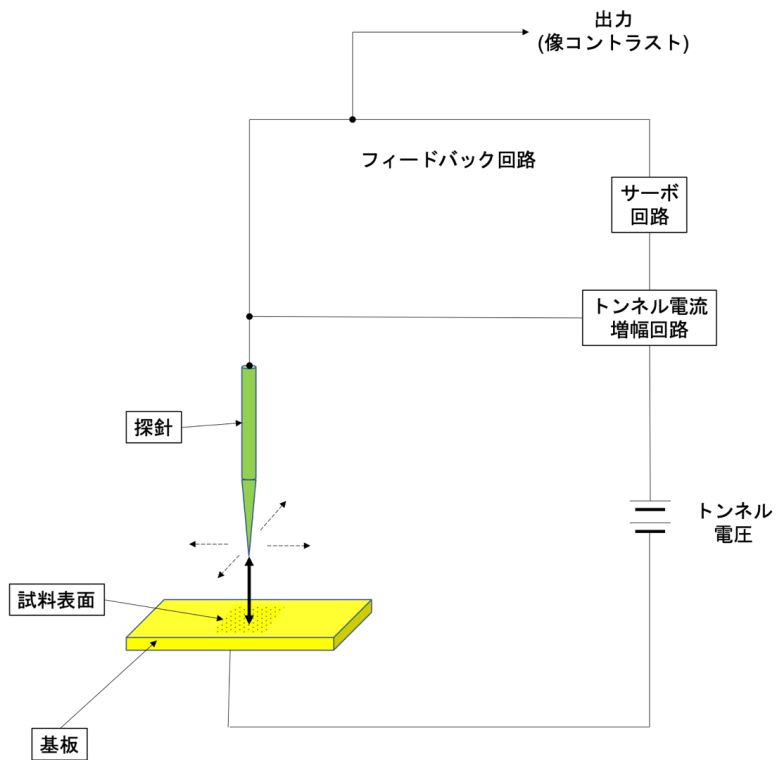 出力
(像コントラスト)
フィードバック回路
サーボ
回路
トンネル電流
増幅回路
探針
トンネル
電圧
試料表面
基板